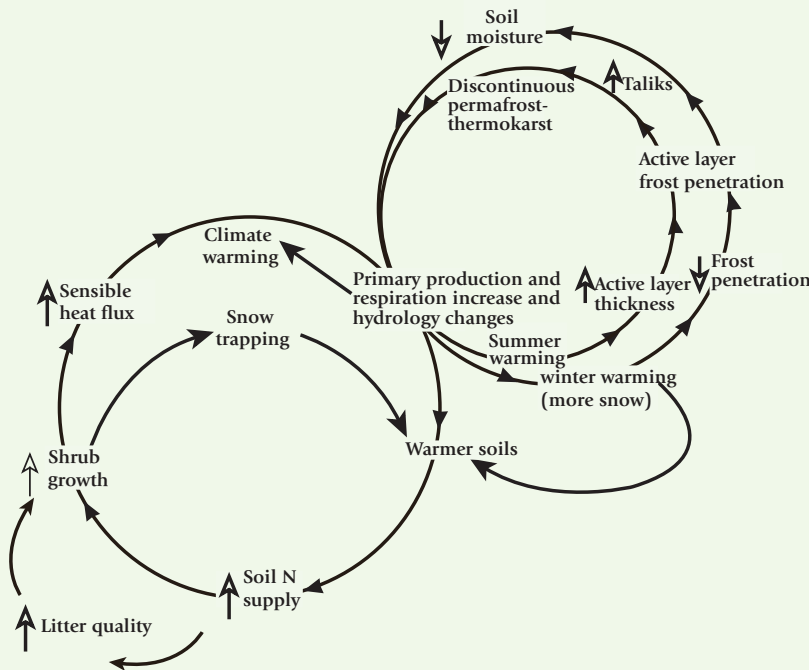 Soil
moisture
Taliks
Discontinuous
permafrost-
thermokarst
Active layer
frost penetration
Climate
warming
Frost
penetration
Primary production and
respiration increase and
hydrology changes
Active layer
thickness
Sensible
heat flux
Snow
trapping
Summer
warming
winter warming
(more snow)
Warmer soils
Shrub
growth
Soil N
supply
Litter quality